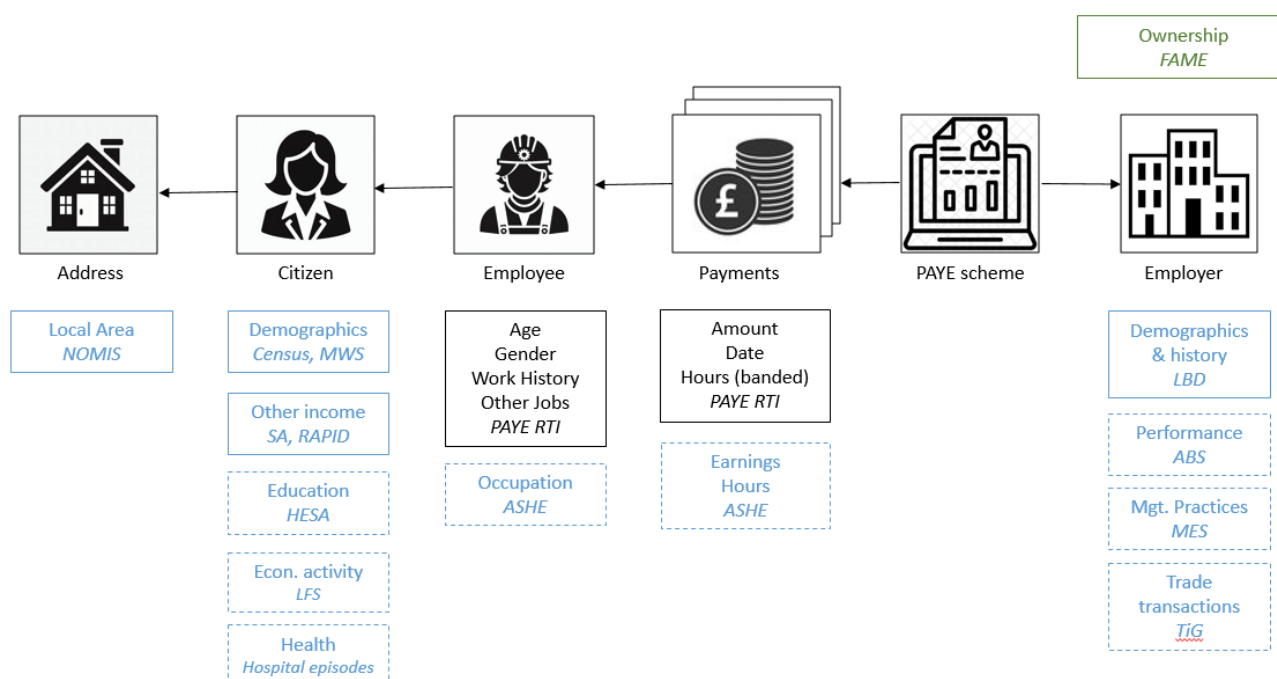 Ownership
FAME
£
Address
Citizen
Employee
Payments
PAYE scheme
Employer
Local Area
NOMIS
Demographics
Census, MWS
Other income
SA, RAPID
Education
HESA
Econ. activity
LFS
Health
Hospital episodes
Age
Gender
Work History
Other Jobs
PAYE RTI
Occupation
ASHE
Amount
Date
Hours (banded)
PAYE RTI
Earnings
Hours
ASHE
Demographics
& history
LBD
Performance
ABS
Mgt. Practices
MES
Trade
transactions
TiG